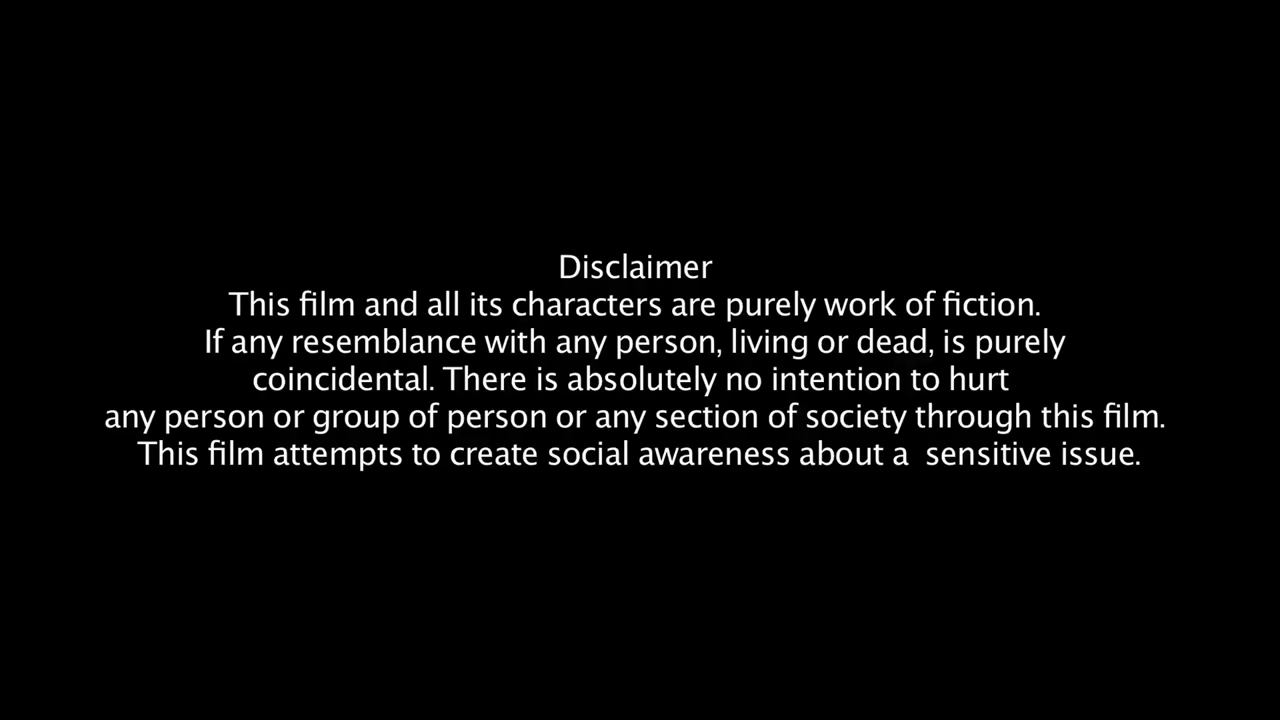 Disclaimer
This film and all its characters are purely work of fiction.
If any resemblance with any person, living or dead, is purely
coincidental. There is absolutely no intention to hurt
any person or group of person or any section of society through this film.
This film attempts to create social awareness about a  sensitive issue.